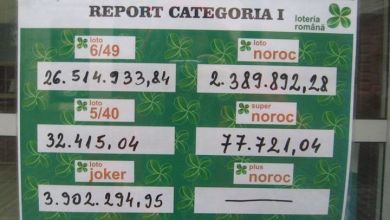 REPORT CATEGORIA I
loteria
română
loto
6/49
loto
noroc
26.514.933,84
2.389.892,28
loto
5/40
super
noroc
32.415,04
77.721,04
loto
joker
plus
noroc
3.902.294,95